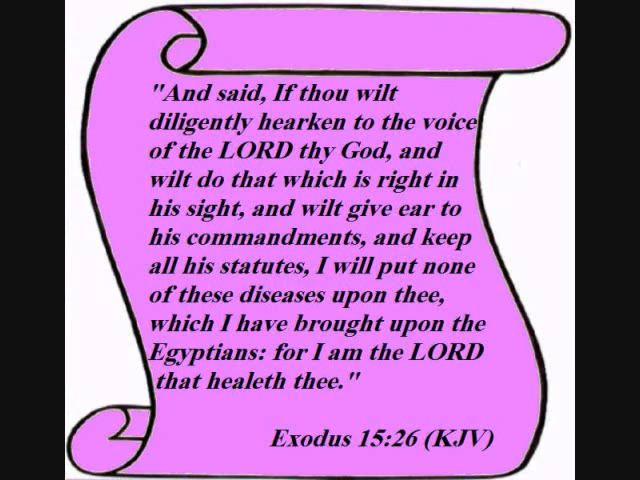 "And said, If thou wilt
diligently hearken to the voice
of the LORD thy God, and
wilt do that which is right in
his sight, and wilt give ear to
his commandments, and keep
all his statutes, I will put none
of these diseases upon thee,
which I have brought upon the
Egyptians: for I am the LORD
that healeth thee."
Exodus 15:26 (KJV)